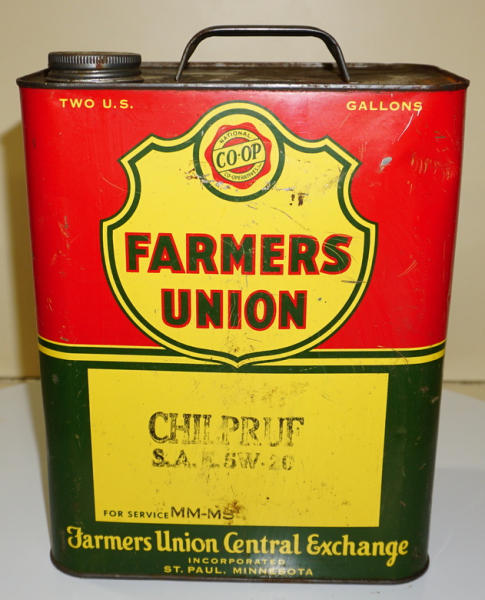 TWO U.S. GALLONS
NATIONAL
CO-OP
CO-OPERATIVES
FARMERS
UNION
CHILPRUF
S.A.E. 5W-20
FOR SERVICE MM-MS
Farmers Union Central Exchange
INCORPORATED
ST. PAUL, MINNESOTA